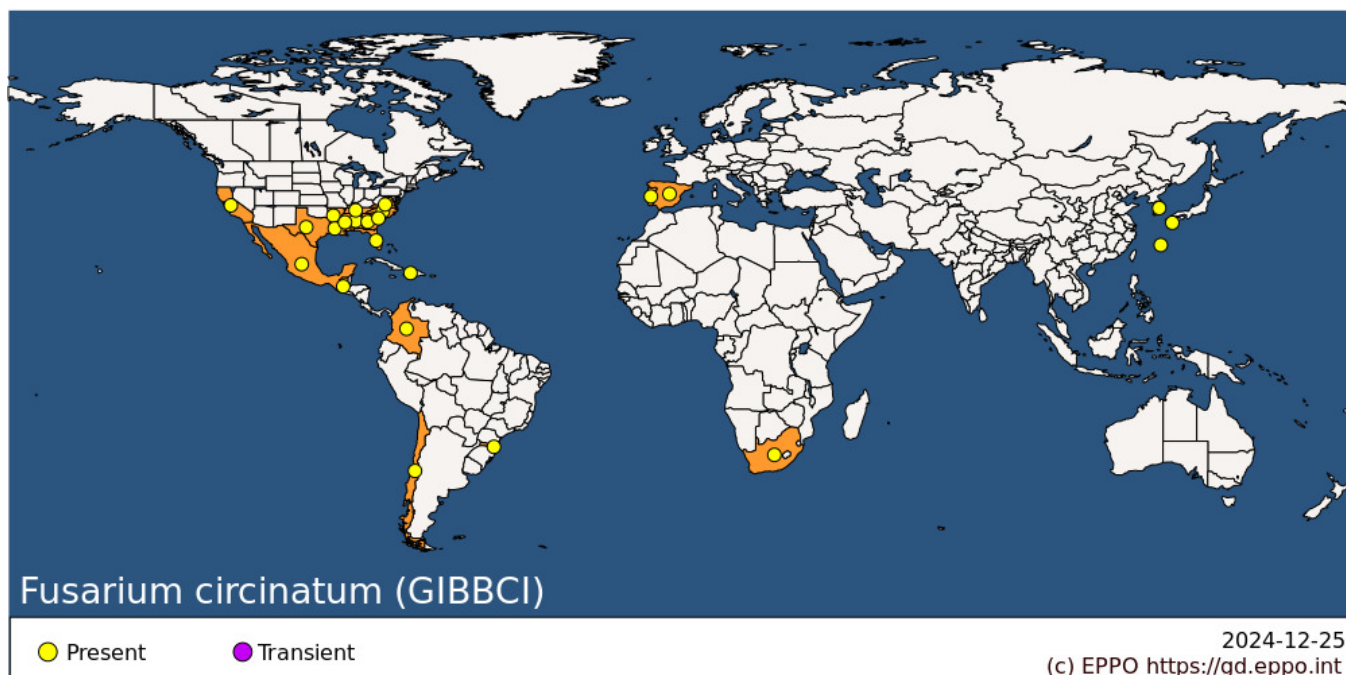 Fusarium circinatum (GIBBCI)
Present
Transient
2024-12-25
(c) EPPO https://gd.eppo.int